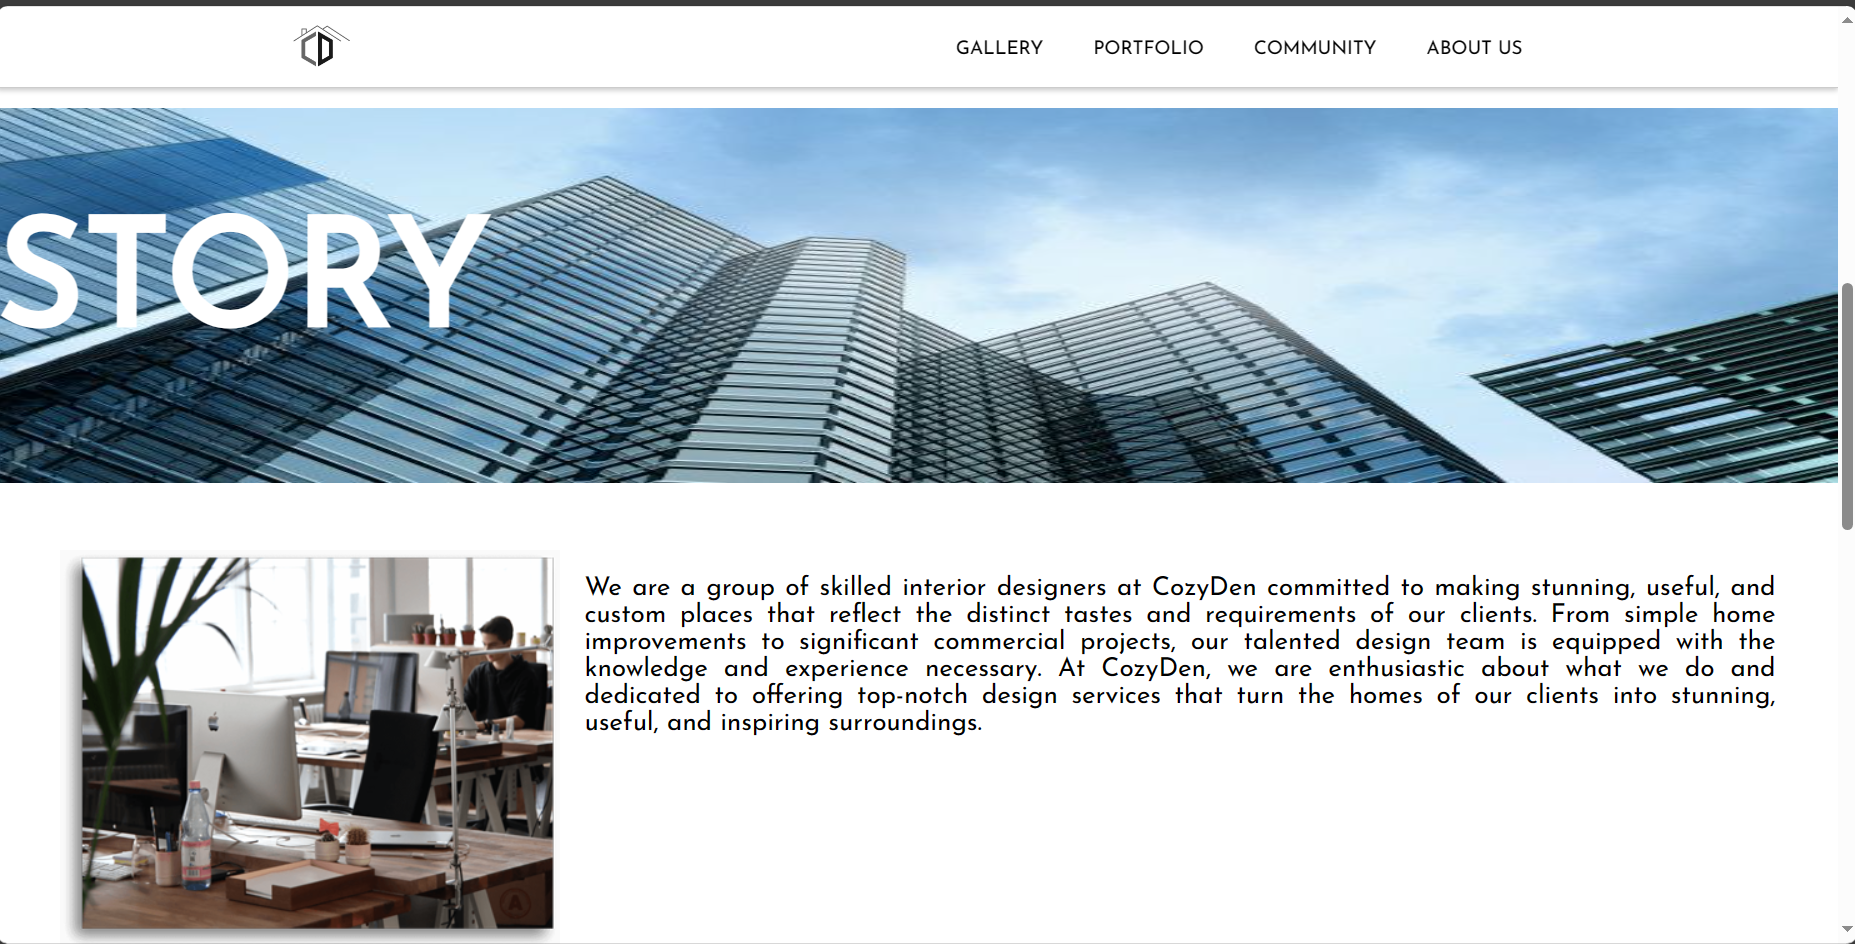 CD
GALLERY PORTFOLIO COMMUNITY ABOUT US
STORY
We are a group of skilled interior designers at CozyDen committed to making stunning, useful, and
custom places that reflect the distinct tastes and requirements of our clients. From simple home
improvements to significant commercial projects, our talented design team is equipped with the
knowledge and experience necessary. At CozyDen, we are enthusiastic about what we do and
dedicated to offering top-notch design services that turn the homes of our clients into stunning,
useful, and inspiring surroundings.
A